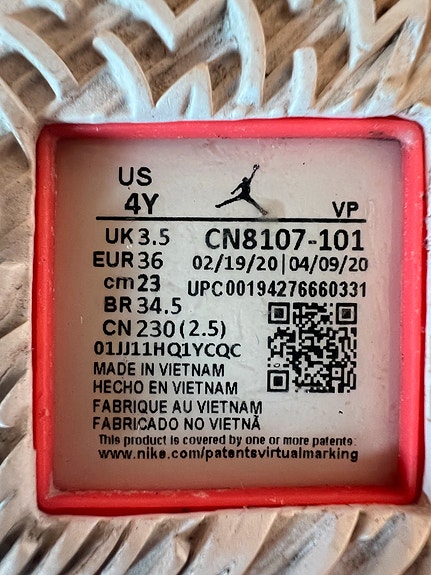 US
4Y
VP
UK 3.5 CN8107-101
EUR 36 02/19/20|04/09/20
cm 23 UPC00194276660331
BR 34.5
CN 230 (2.5)
01JJ11HQ1YCQC
MADE IN VIETNAM
HECHO EN VIETNAM
FABRIQUE AU VIETNAM
FABRICADO NO VIETNÃ
This product is covered by one or more patents:
www.nike.com/patentsvirtualmarking